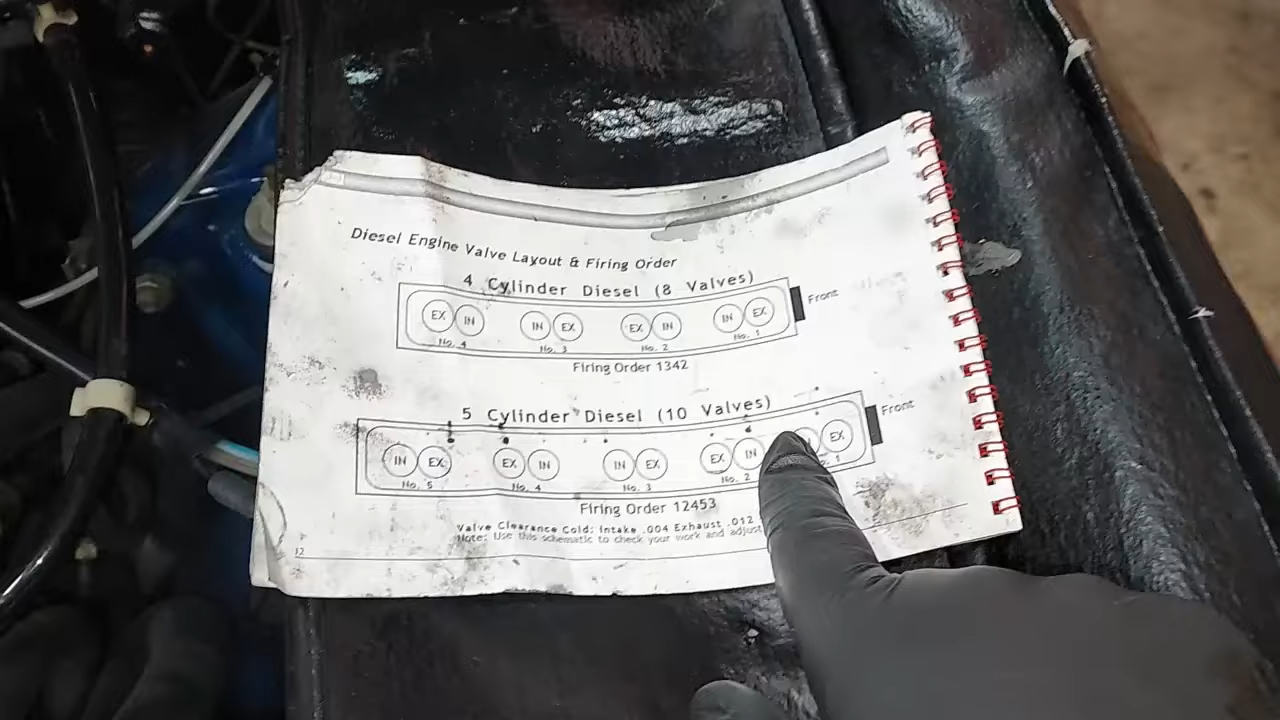 Diesel Engine Valve Layout & Firing Order
4 Cylinder Diesel (8 Valves)
EX IN IN EX EX IN IN EX Front
No. 4 No. 3 No. 2 No. 1
Firing Order 1342
5 Cylinder Diesel (10 Valves)
IN EX EX IN IN EX EX IN EX Front
No. 5 No. 4 No. 3 No. 2 1
Firing Order 12453
Valve Clearance Cold: Intake .004 Exhaust .012
Note: Use this schematic to check your work and adjust
12